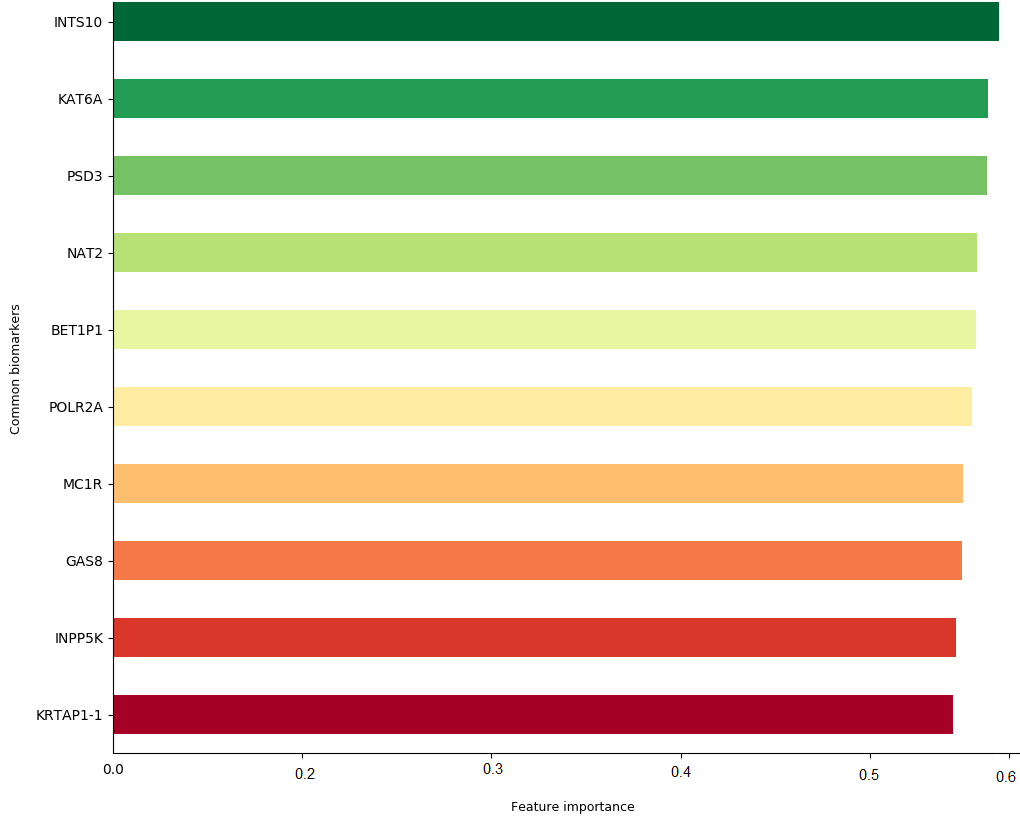 INTS10
KAT6A
PSD3
NAT2
BET1P1
POLR2A
MC1R
GAS8
INPP5K
KRTAP1-1
Common biomarkers
0.0 0.2 0.3 0.4 0.5 0.6
Feature importance